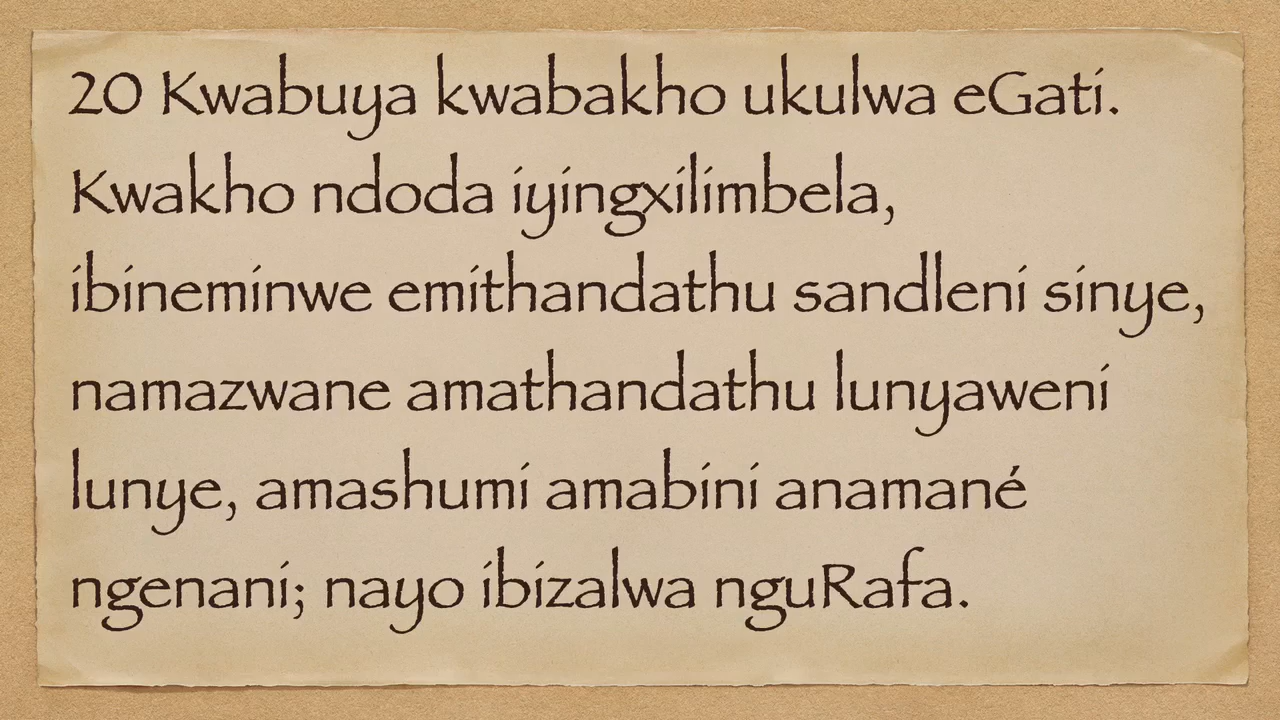 20 Kwabuya kwabakho ukulwa eGati.
Kwakho ndoda iyingxilimbela,
ibineminwe emithandathu sandleni sinye,
namazwane amathandathu lunyaweni
lunye, amashumi amabini anamané
ngenani; nayo ibizalwa nguRafa.